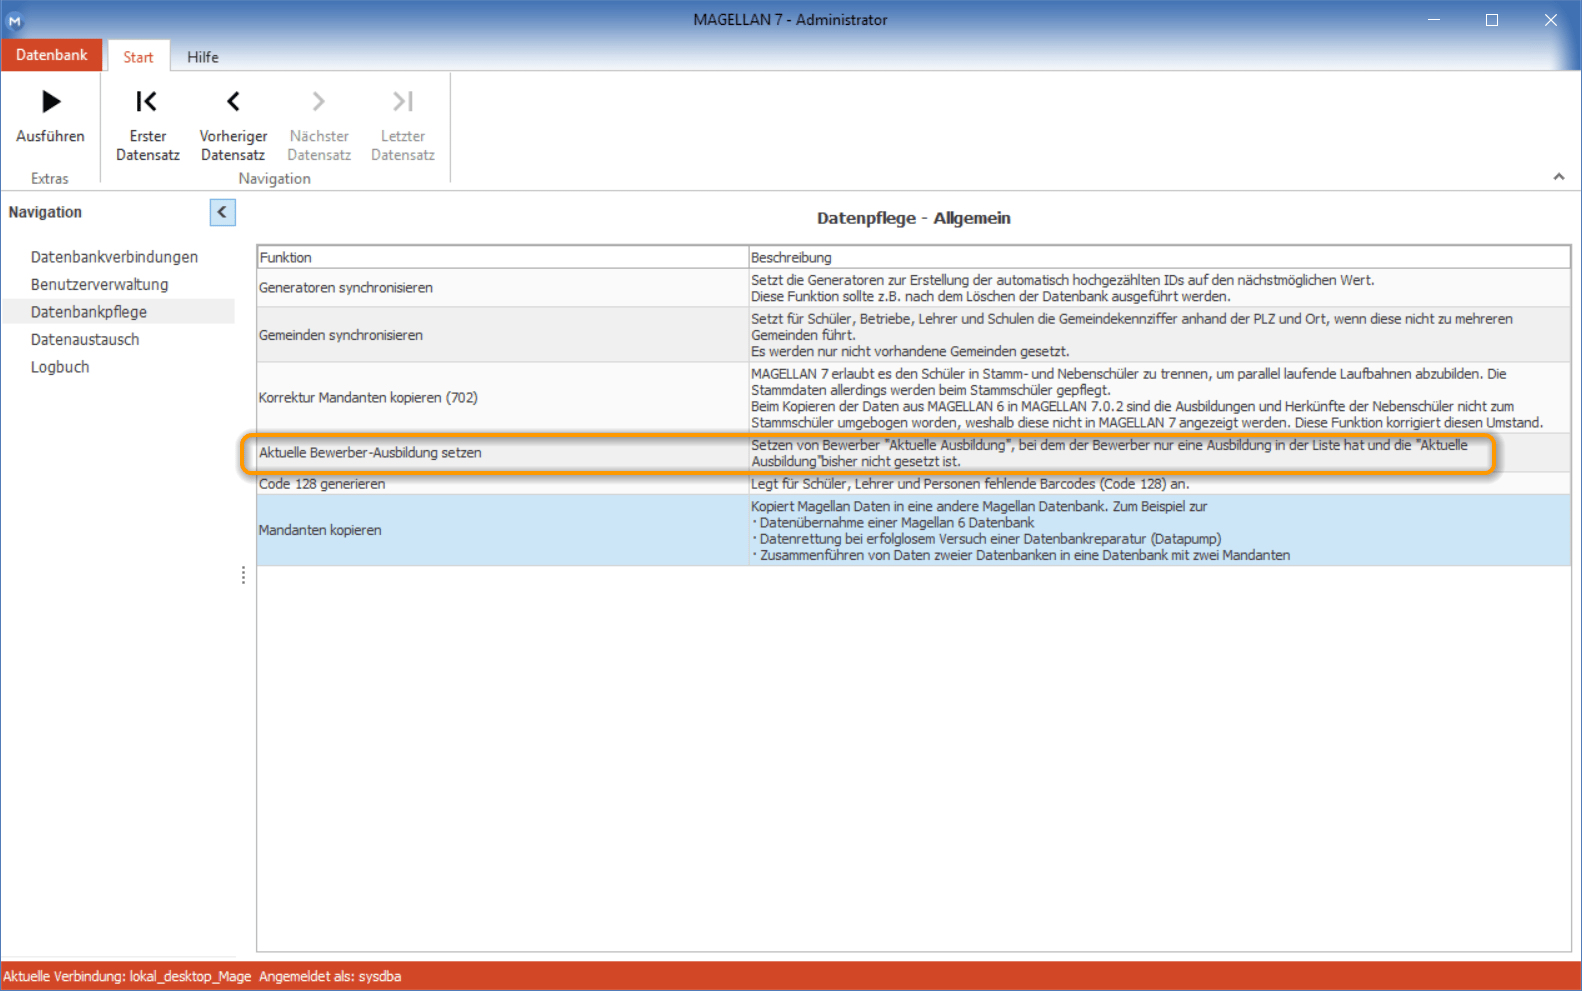 M
MAGELLAN 7 - Administrator
Datenbank
Start
Hilfe
Ausführen
Erster
Datensatz
Vorheriger
Datensatz
Nächster
Datensatz
Letzter
Datensatz
Extras
Navigation
Navigation
Datenbankverbindungen
Benutzerverwaltung
Datenbankpflege
Datenaustausch
Logbuch
Datenpflege - Allgemein
Funktion
Beschreibung
Generatoren synchronisieren
Setzt die Generatoren zur Erstellung der automatisch hochgezählten IDs auf den nächstmöglichen Wert.
Diese Funktion sollte z.B. nach dem Löschen der Datenbank ausgeführt werden.
Gemeinden synchronisieren
Setzt für Schüler, Betriebe, Lehrer und Schulen die Gemeindekennziffer anhand der PLZ und Ort, wenn diese nicht zu mehreren
Gemeinden führt.
Es werden nur nicht vorhandene Gemeinden gesetzt.
Korrektur Mandanten kopieren (702)
MAGELLAN 7 erlaubt es den Schüler in Stamm- und Nebenschüler zu trennen, um parallel laufende Laufbahnen abzubilden. Die
Stammdaten allerdings werden beim Stammschüler gepflegt.
Beim Kopieren der Daten aus MAGELLAN 6 in MAGELLAN 7.0.2 sind die Ausbildungen und Herkünfte der Nebenschüler nicht zum
Stammschüler umgebogen worden, weshalb diese nicht in MAGELLAN 7 angezeigt werden. Diese Funktion korrigiert diesen Umstand.
Aktuelle Bewerber-Ausbildung setzen
Setzen von Bewerber "Aktuelle Ausbildung", bei dem der Bewerber nur eine Ausbildung in der Liste hat und die "Aktuelle
Ausbildung"bisher nicht gesetzt ist.
Code 128 generieren
Legt für Schüler, Lehrer und Personen fehlende Barcodes (Code 128) an.
Mandanten kopieren
Kopiert Magellan Daten in eine andere Magellan Datenbank. Zum Beispiel zur
· Datenübernahme einer Magellan 6 Datenbank
· Datenrettung bei erfolglosem Versuch einer Datenbankreparatur (Datapump)
· Zusammenführen von Daten zweier Datenbanken in eine Datenbank mit zwei Mandanten
Aktuelle Verbindung: lokal_desktop_Mage Angemeldet als: sysdba